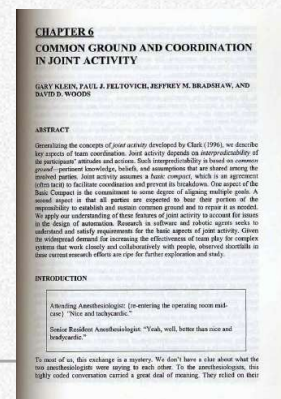 CHAPTER 6
COMMON GROUND AND COORDINATION
IN JOINT ACTIVITY
GARY KLEIN, PAUL J. FELTOVICH, JEFFREY M. BRADSHAW, AND
DAVID D. WOODS
ABSTRACT
Generalizing the concepts of joint activity developed by Clark (1996), we describe
key aspects of team coordination. Joint activity depends on interpredictability of
the participants' attitudes and actions. Such interpredictability is based on common
ground—pertinent knowledge, beliefs, and assumptions that are shared among the
involved parties. Joint activity assumes a basic compact, which is an agreement
(often tacit) to facilitate coordination and prevent its breakdowns. One aspect of the
Basic Compact is the commitment to some degree of aligning multiple goals. A
second aspect is that all parties are expected to bear their portion of the
responsibility to establish and sustain common ground and to repair it as needed.
We apply our understanding of these features of joint activity to account for issues
in the design of automation. Research in software and robotic agents seeks to
understand and satisfy requirements for the basic aspects of joint activity. Given
the widespread demand for increasing the effectiveness of team play for complex
systems that work closely and collaboratively with people, observed shortfalls in
these current research efforts are ripe for further exploration and study.
INTRODUCTION
Attending Anesthesiologist: {re-entering the operating room mid-
case} "Nice and tachycardic."
Senior Resident Anesthesiologist: "Yeah, well, better than nice and
bradycardic."
To most of us, this exchange is a mystery. We don't have a clue about what the
two anesthesiologists were saying to each other. To the anesthesiologists, this
highly coded conversation carried a great deal of meaning. They relied on their